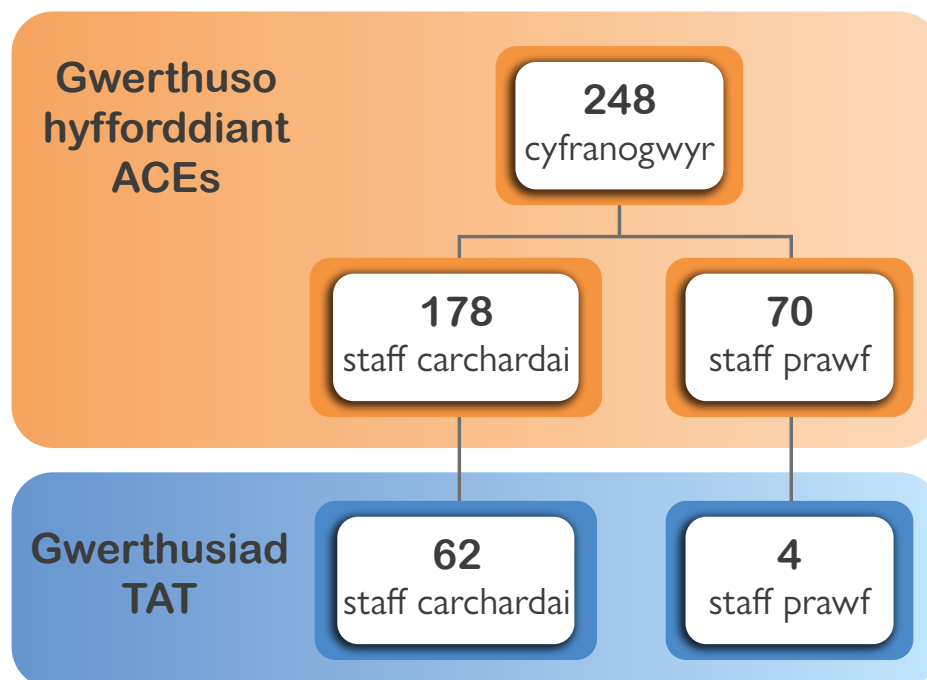 Gwerthuso
hyfforddiant
ACEs
248
cyfranogwyr
178
staff carchardai
70
staff prawf
Gwerthusiad
TAT
62
staff carchardai
4
staff prawf